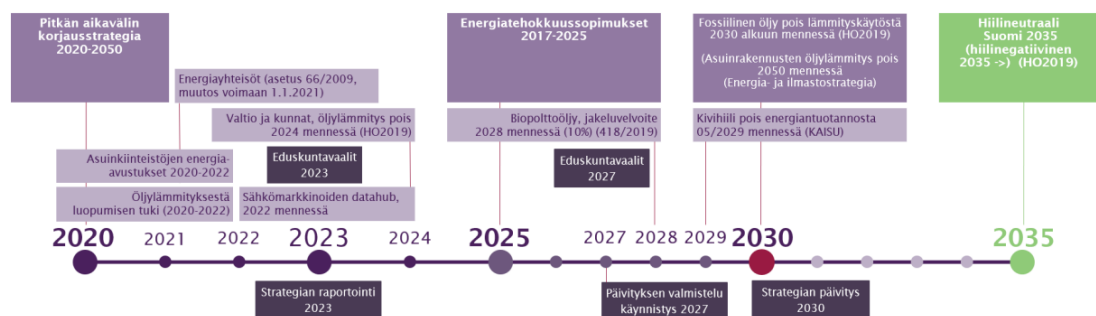 Pitkän aikavälin
korjausstrategia
2020-2050
Energiatehokkuussopimukset
2017-2025
Fossiilinen öljy pois lämmityskäytöstä
2030 alkuun mennessä (HO2019)
(Asuinrakennusten öljylämmitys pois
2050 mennessä
(Energia- ja ilmastostrategia)
Hiilineutraali
Suomi 2035
(hiilinegatiivinen
2035 ->) (HO2019)
Energiayhteisöt (asetus 66/2009,
muutos voimaan 1.1.2021)
Valtio ja kunnat, öljylämmitys pois
2024 mennessä (HO2019)
Biopolttoöljy, jakeluvelvoite
2028 mennessä (10%) (418/2019)
Kivihiili pois energiantuotannosta
05/2029 mennessä (KAISU)
Asuinkiinteistöjen energia-
avustukset 2020-2022
Eduskuntavaalit
2023
Eduskuntavaalit
2027
Öljylämmityksestä
luopumisen tuki (2020-2022)
Sähkömarkkinoiden datahub,
2022 mennessä
2020
2021
2022
2023
2024
2025
2027
2028
2029
2030
2035
Strategian raportointi
2023
Päivityksen valmistelu
käynnistys 2027
Strategian päivitys
2030